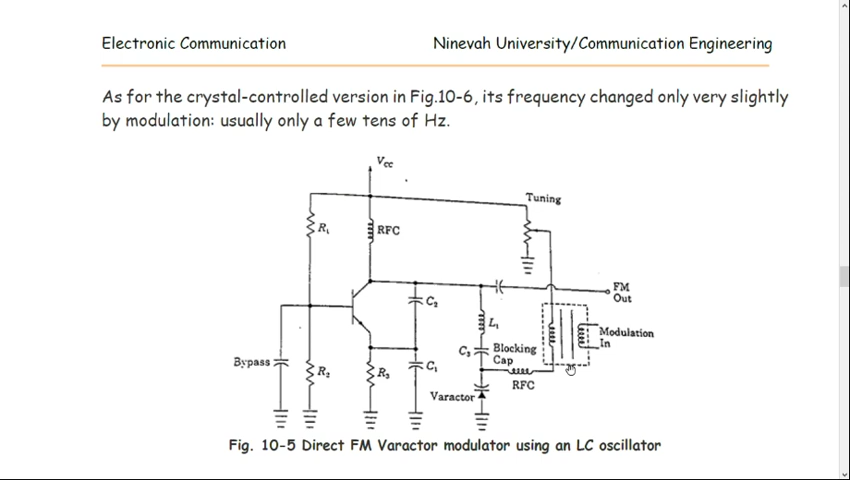 Electronic Communication Ninevah University/Communication Engineering
As for the crystal-controlled version in Fig.10-6, its frequency changed only very slightly
by modulation: usually only a few tens of Hz.
Vcc
Tuning
R₁
RFC
FM
Out
C₂
L₁
Modulation
In
C₃
Blocking
Cap
Bypass
R₂
R₃
C₁
RFC
Varactor
Fig. 10-5 Direct FM Varactor modulator using an LC oscillator